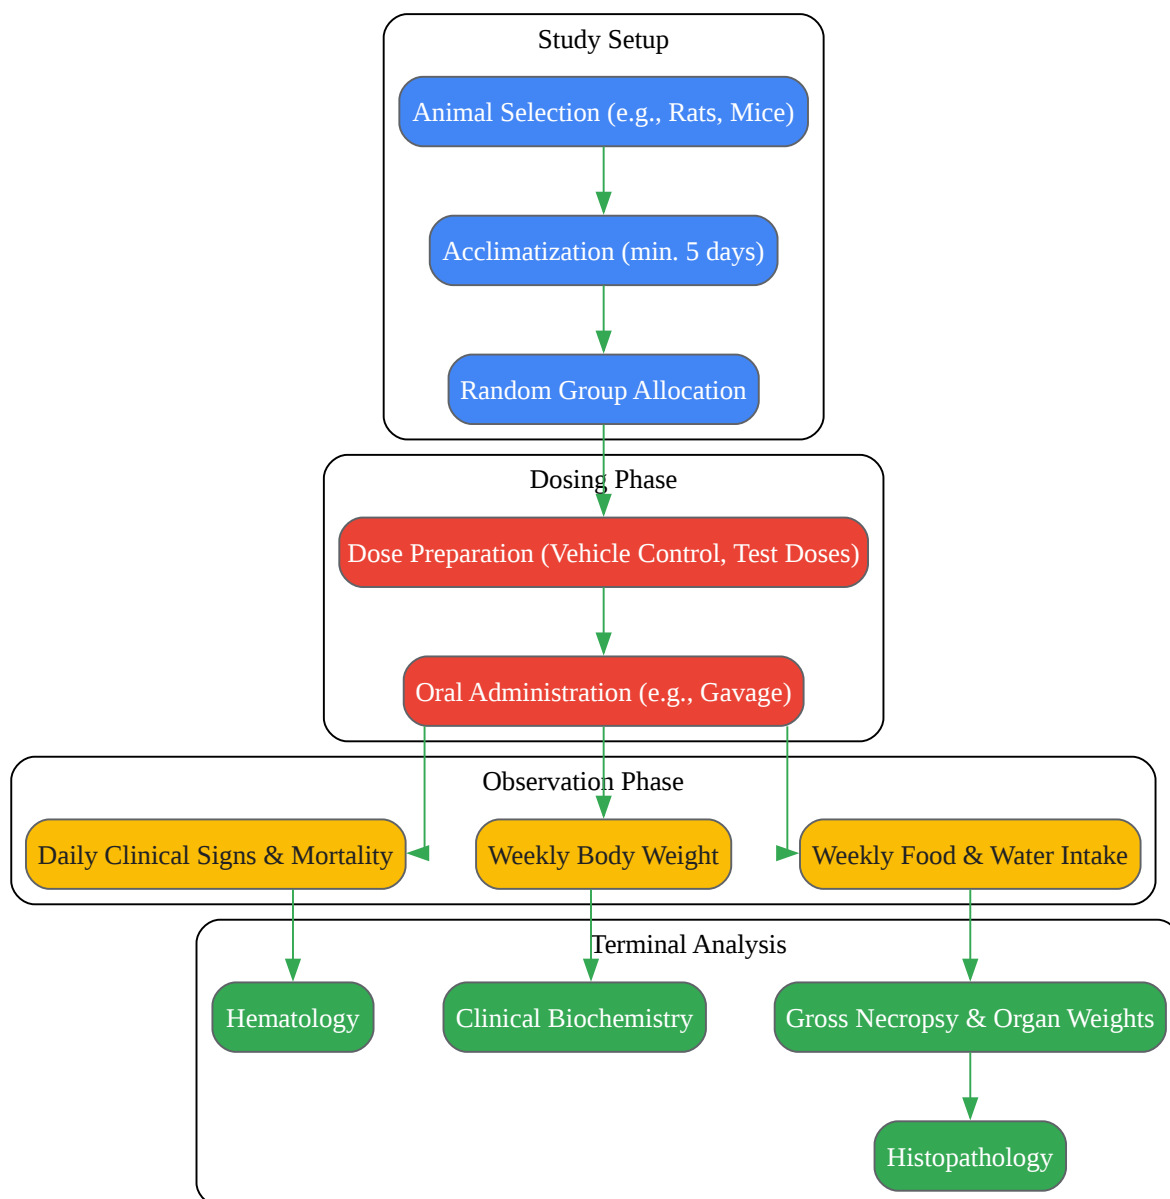 Study Setup
Animal Selection (e.g., Rats, Mice)
Acclimatization (min. 5 days)
Random Group Allocation
Dosing Phase
Dose Preparation (Vehicle Control, Test Doses)
Oral Administration (e.g., Gavage)
Observation Phase
Daily Clinical Signs & Mortality
Weekly Body Weight
Weekly Food & Water Intake
Terminal Analysis
Hematology
Clinical Biochemistry
Gross Necropsy & Organ Weights
Histopathology